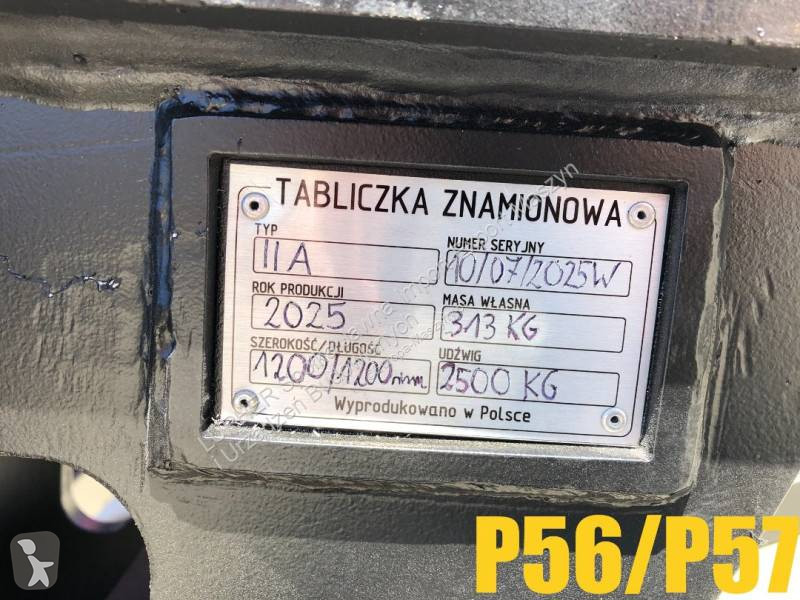 TABLICZKA ZNAMIONOWA
TYP
IIA
NUMER SERYJNY
10/07/2025W
ROK PRODUKCJI
2025
MASA WŁASNA
313 KG
SZEROKOŚĆ/DŁUGOŚĆ
1200/1200mm
UDŹWIG
2500 KG
Wyprodukowano w Polsce
P56/P57